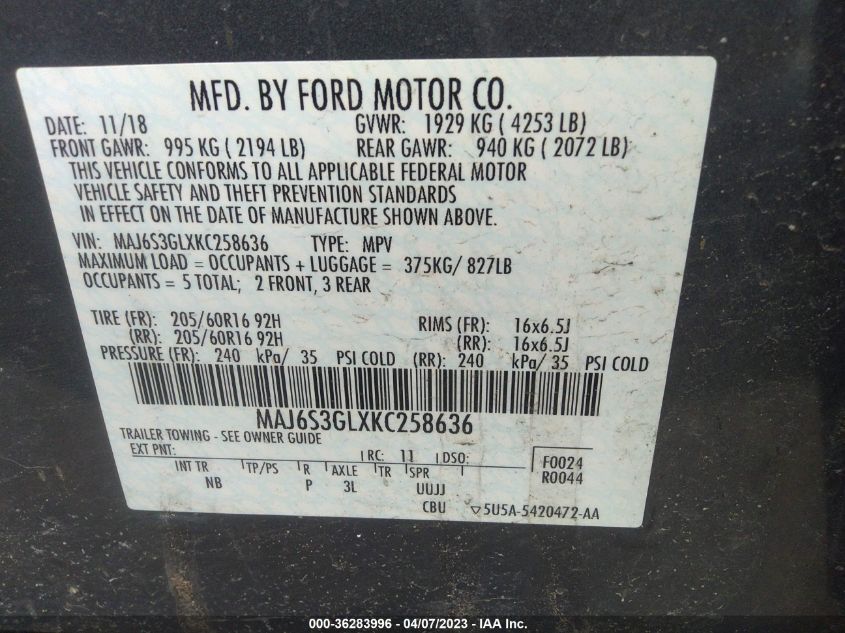 MFD. BY FORD MOTOR CO.
DATE: 11/18 GVWR: 1929 KG ( 4253 LB)
FRONT GAWR: 995 KG ( 2194 LB) REAR GAWR: 940 KG ( 2072 LB)
THIS VEHICLE CONFORMS TO ALL APPLICABLE FEDERAL MOTOR
VEHICLE SAFETY AND THEFT PREVENTION STANDARDS
IN EFFECT ON THE DATE OF MANUFACTURE SHOWN ABOVE.
VIN: MAJ6S3GLXKC258636 TYPE: MPV
MAXIMUM LOAD = OCCUPANTS + LUGGAGE = 375KG/ 827LB
OCCUPANTS = 5 TOTAL; 2 FRONT, 3 REAR
TIRE (FR): 205/60R16 92H RIMS (FR): 16x6.5J
(RR): 205/60R16 92H (RR): 16x6.5J
PRESSURE (FR): 240 kPa/ 35 PSI COLD (RR): 240 kPa/ 35 PSI COLD
MAJ6S3GLXKC258636
TRAILER TOWING - SEE OWNER GUIDE
EXT PNT: RC: 11 DSO: F0024
INT TR TP/PS R AXLE TR SPR R0044
NB P 3L UUJJ
CBU ▽5U5A-5420472-AA
000-36283996 - 04/07/2023 - IAA Inc.